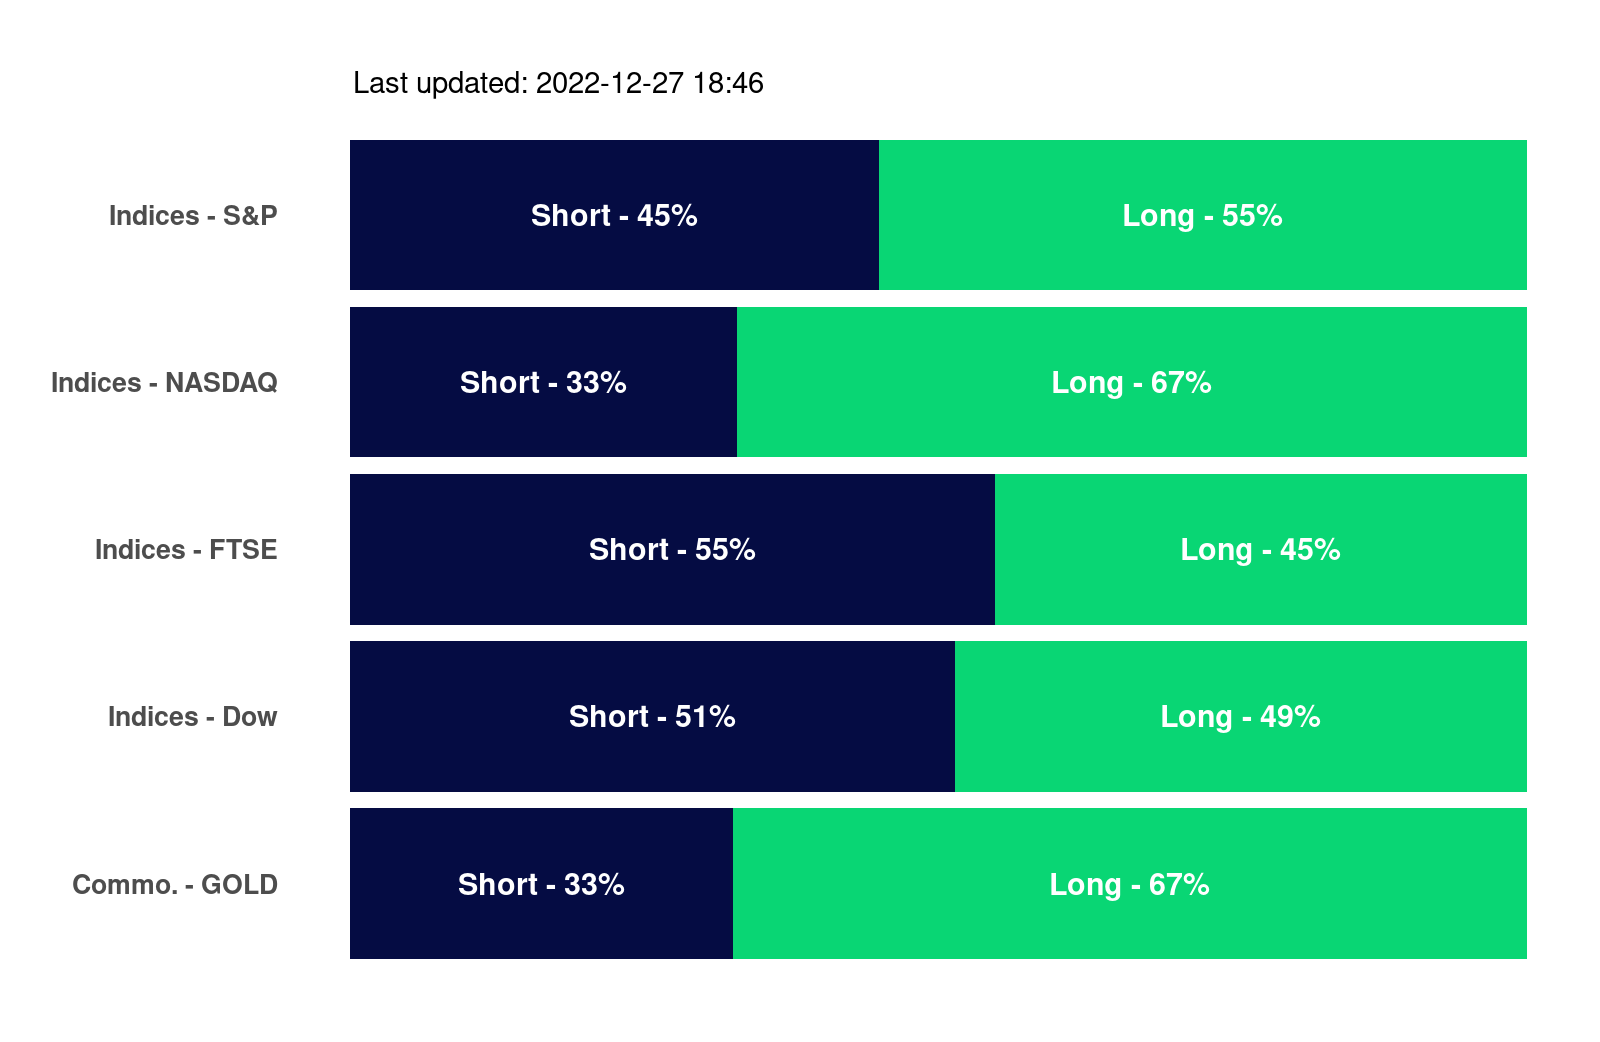 Last updated: 2022-12-27 18:46
Indices - S&P
Short - 45%
Long - 55%
Indices - NASDAQ
Short - 33%
Long - 67%
Indices - FTSE
Short - 55%
Long - 45%
Indices - Dow
Short - 51%
Long - 49%
Commo. - GOLD
Short - 33%
Long - 67%